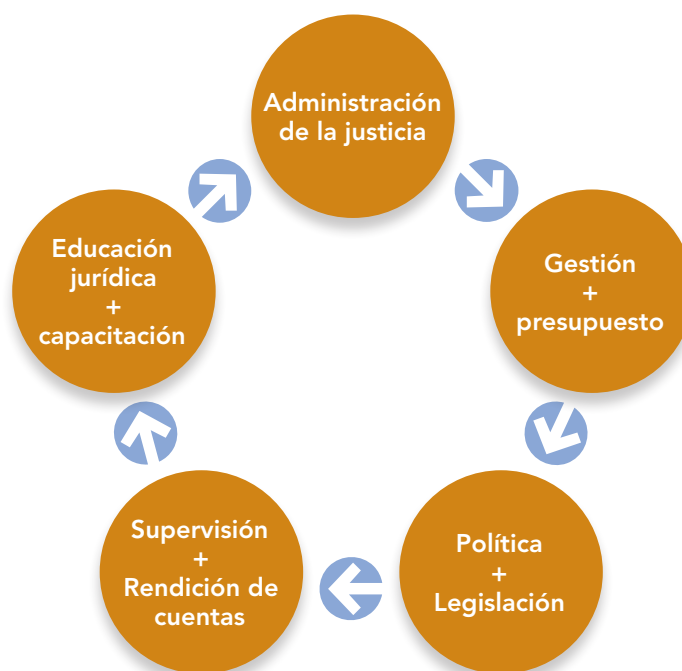 Administración
de la justicia
Gestión
+
presupuesto
Política
+
Legislación
Supervisión
+
Rendición de
cuentas
Educación
jurídica
+
capacitación